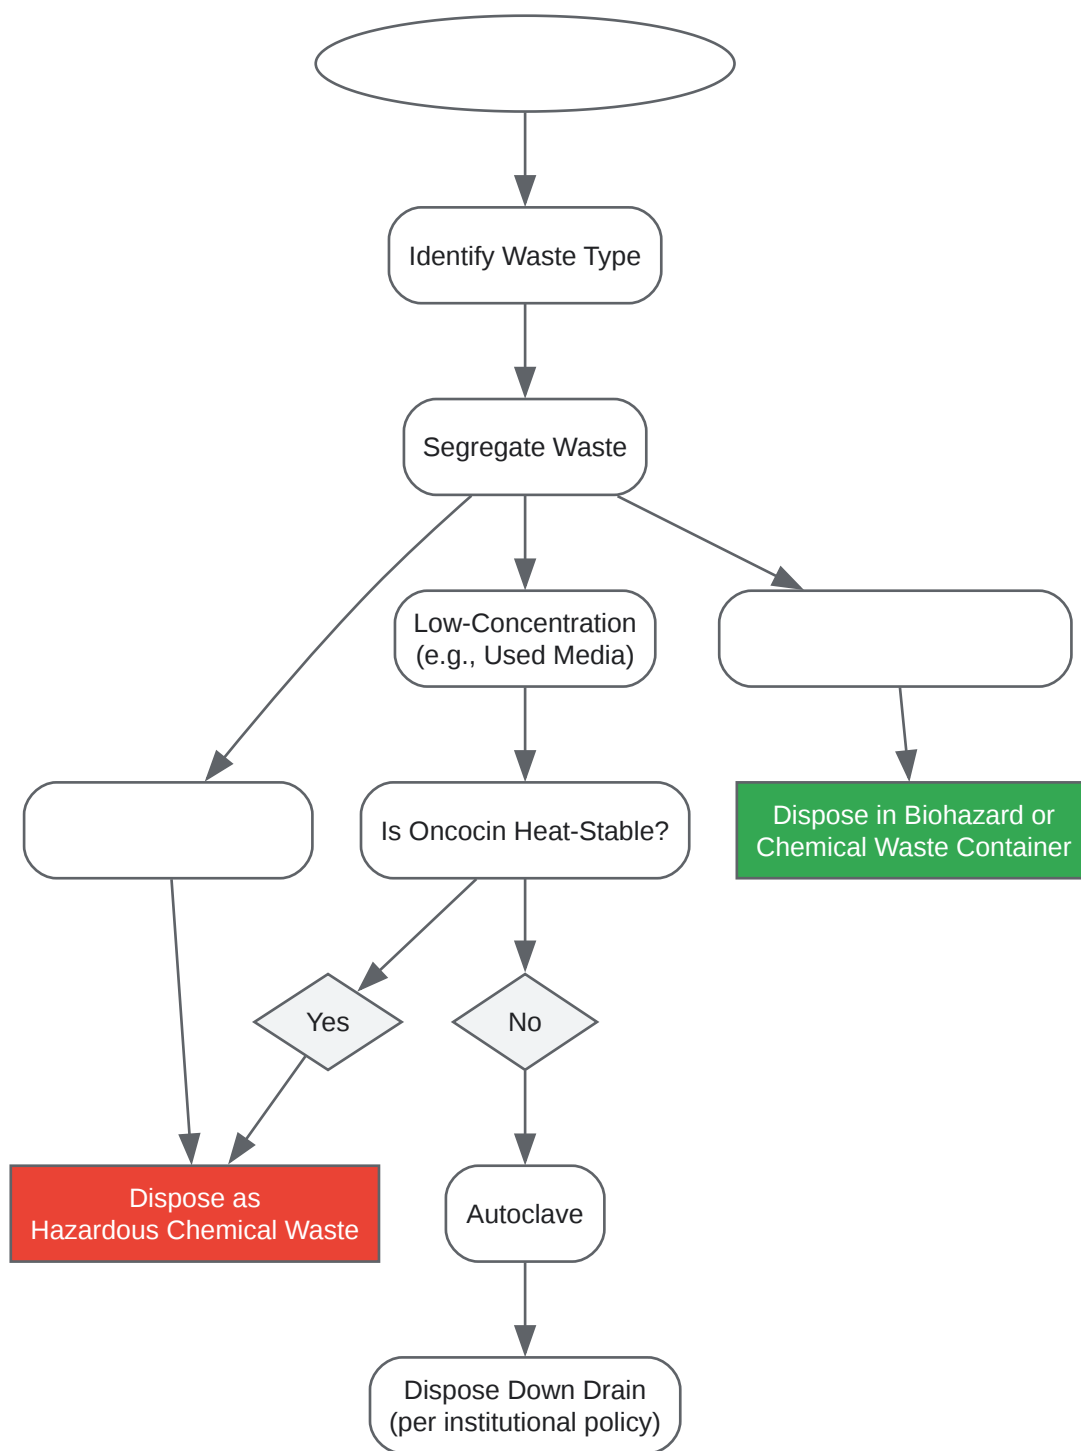 Identify Waste Type
Segregate Waste
Low-Concentration
(e.g., Used Media)
Is Oncocin Heat-Stable?
Dispose in Biohazard or
Chemical Waste Container
Yes
No
Dispose as
Hazardous Chemical Waste
Autoclave
Dispose Down Drain
(per institutional policy)